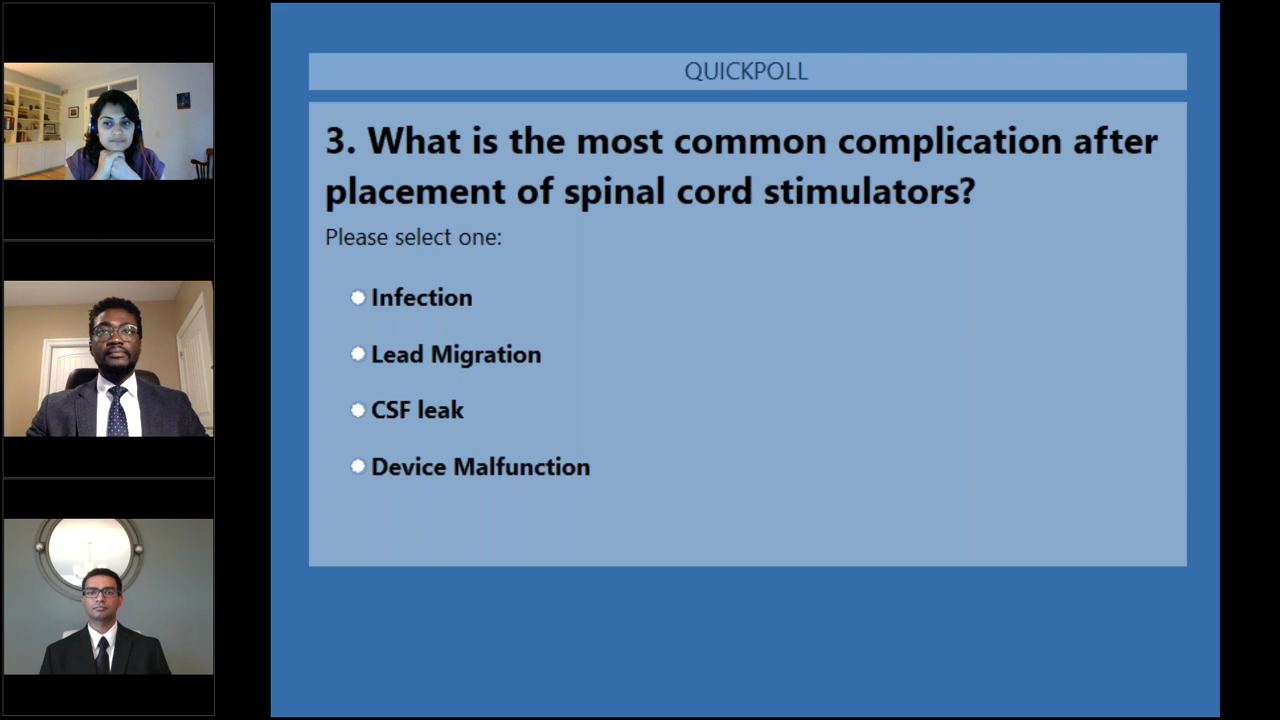 QUICKPOLL
3. What is the most common complication after
placement of spinal cord stimulators?
Please select one:
Infection
Lead Migration
CSF leak
Device Malfunction